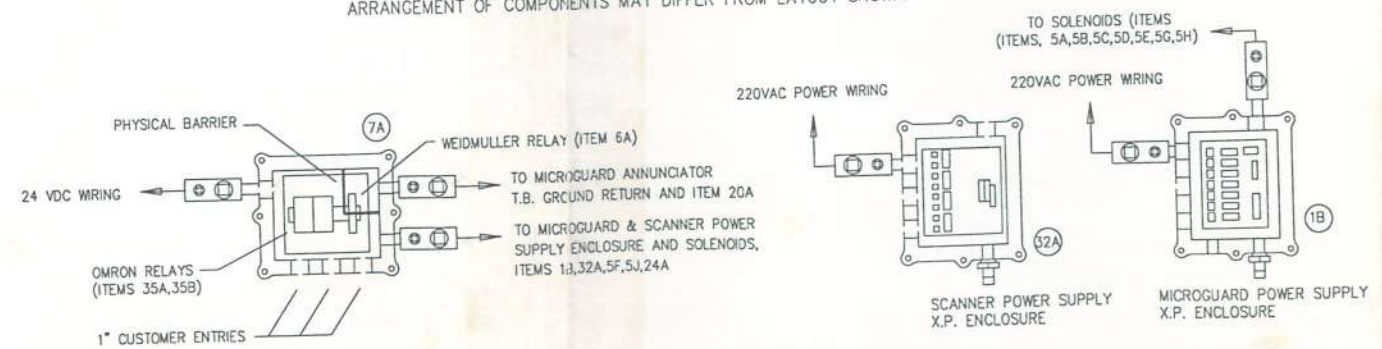 ARRANGEMENT OF COMPONENTS MAY DIFFER FROM LAYOUT
TO SOLENOIDS (ITEMS
(ITEMS, 5A,5B,5C,5D,5E,5G,5H)
220VAC POWER WIRING
220VAC POWER WIRING
PHYSICAL BARRIER
7A
WEIDMULLER RELAY (ITEM 6A)
24 VDC WIRING
TO MICROGUARD ANNUNCIATOR
T.B. GROUND RETURN AND ITEM 20A
TO MICROGUARD & SCANNER POWER
SUPPLY ENCLOSURE AND SOLENOIDS,
ITEMS 1B,32A,5F,5J,24A
OMRON RELAYS
(ITEMS 35A,35B)
1" CUSTOMER ENTRIES
32A
SCANNER POWER SUPPLY
X.P. ENCLOSURE
1B
MICROGUARD POWER SUPPLY
X.P. ENCLOSURE